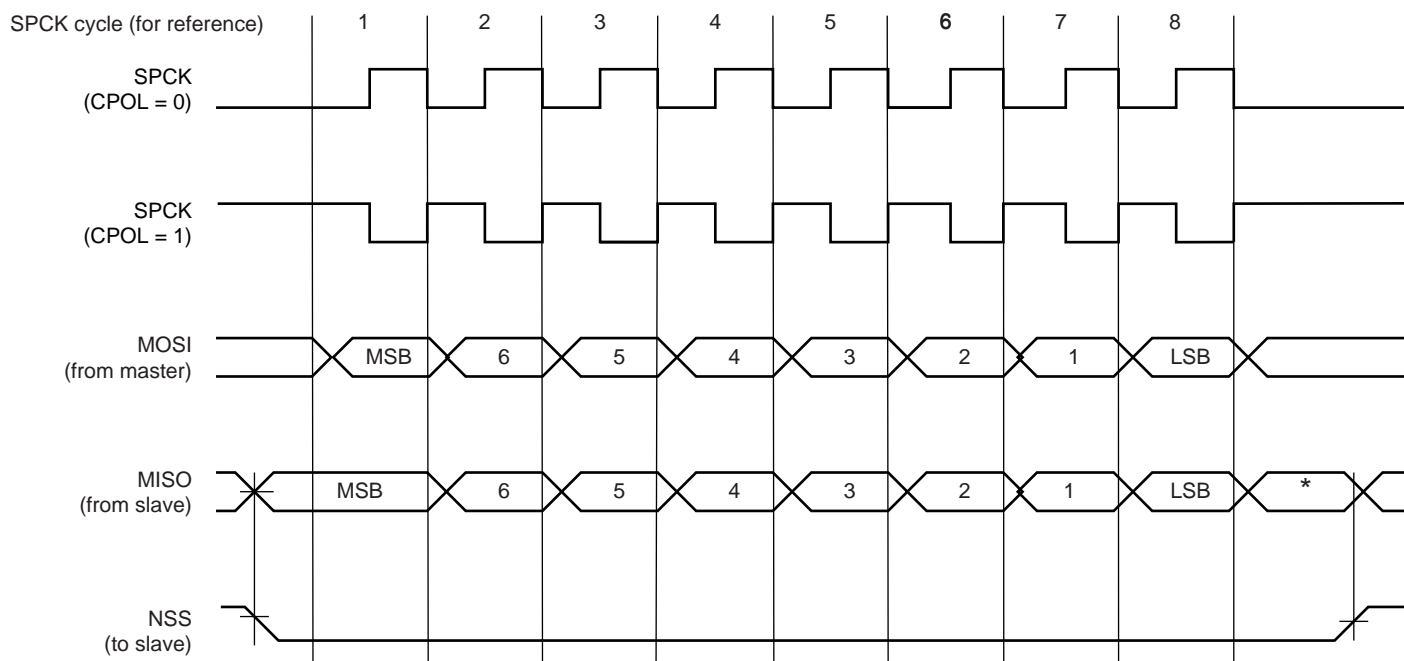 SPCK cycle (for reference) 1 2 3 4 5 6 7 8
SPCK
(CPOL = 0)
SPCK
(CPOL = 1)
MOSI
(from master)
MSB 6 5 4 3 2 1 LSB
MISO
(from slave)
MSB 6 5 4 3 2 1 LSB *
NSS
(to slave)